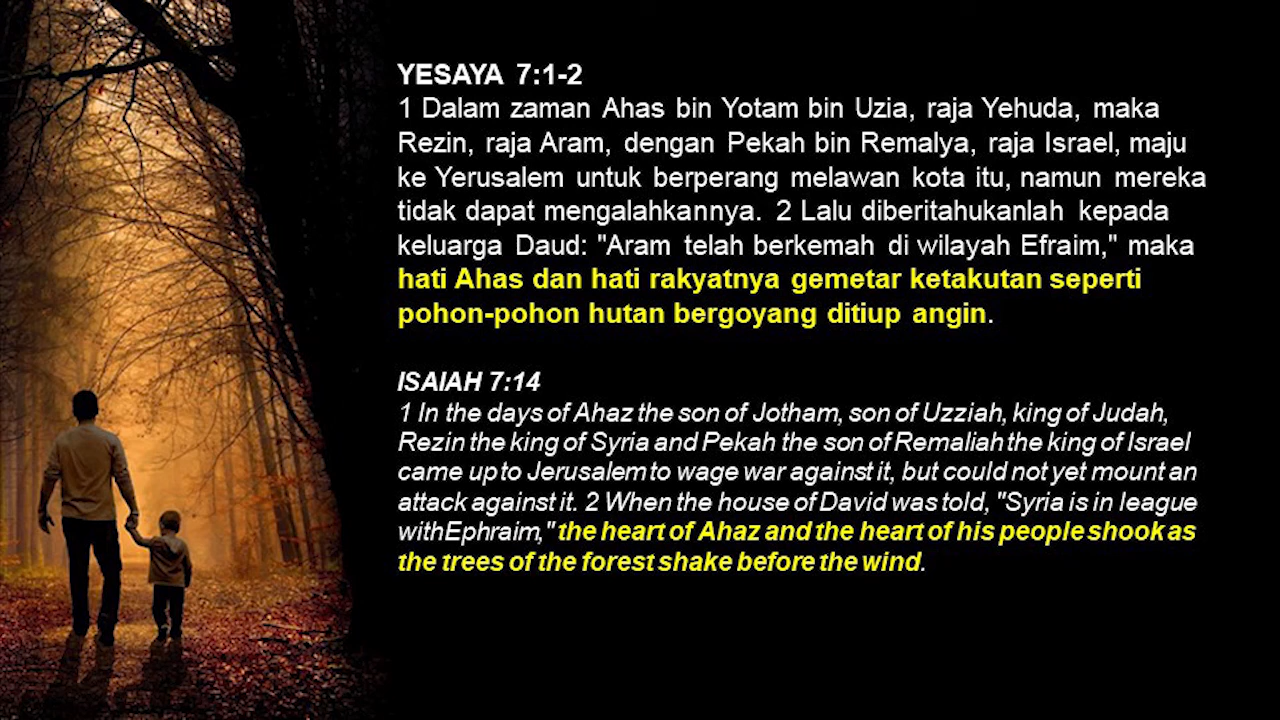 YESAYA 7:1-2
1 Dalam zaman Ahas bin Yotam bin Uzia, raja Yehuda, maka
Rezin, raja Aram, dengan Pekah bin Remalya, raja Israel, maju
ke Yerusalem untuk berperang melawan kota itu, namun mereka
tidak dapat mengalahkannya. 2 Lalu diberitahukanlah kepada
keluarga Daud: "Aram telah berkemah di wilayah Efraim," maka
hati Ahas dan hati rakyatnya gemetar ketakutan seperti
pohon-pohon hutan bergoyang ditiup angin.
ISAIAH 7:14
1 In the days of Ahaz the son of Jotham, son of Uzziah, king of Judah,
Rezin the king of Syria and Pekah the son of Remaliah the king of Israel
came up to Jerusalem to wage war against it, but could not yet mount an
attack against it. 2 When the house of David was told, "Syria is in league
withEphraim," the heart of Ahaz and the heart of his people shook as
the trees of the forest shake before the wind.